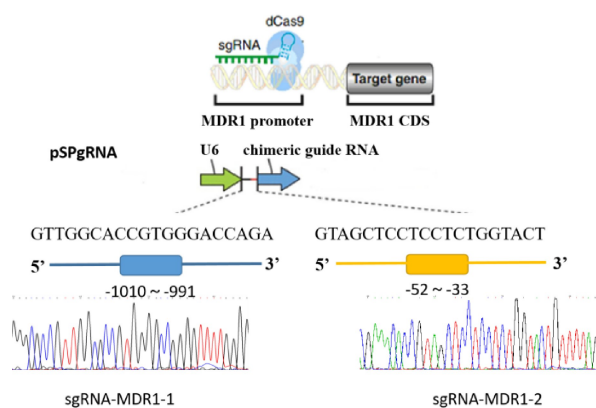 dCas9
sgRNA
Target gene
MDR1 promoter MDR1 CDS
pSPgRNA
U6 chimeric guide RNA
GTTGGCACCGTGGGACCAGA GTAGCTCCTCCTCTGGTACT
5’ 3’ 5’ 3’
-1010 ~ -991 -52 ~ -33
sgRNA-MDR1-1 sgRNA-MDR1-2